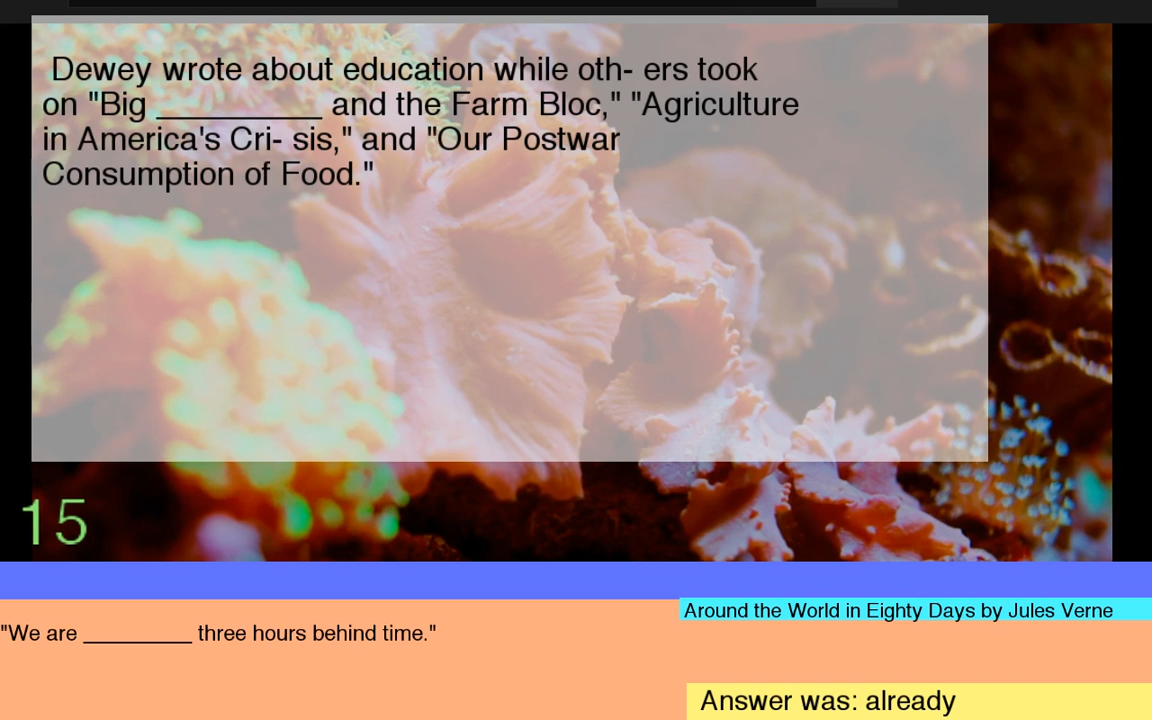 Dewey wrote about education while oth- ers took
on "Big __________ and the Farm Bloc," "Agriculture
in America's Cri- sis," and "Our Postwar
Consumption of Food."
15
Around the World in Eighty Days by Jules Verne
"We are __________ three hours behind time."
Answer was: already